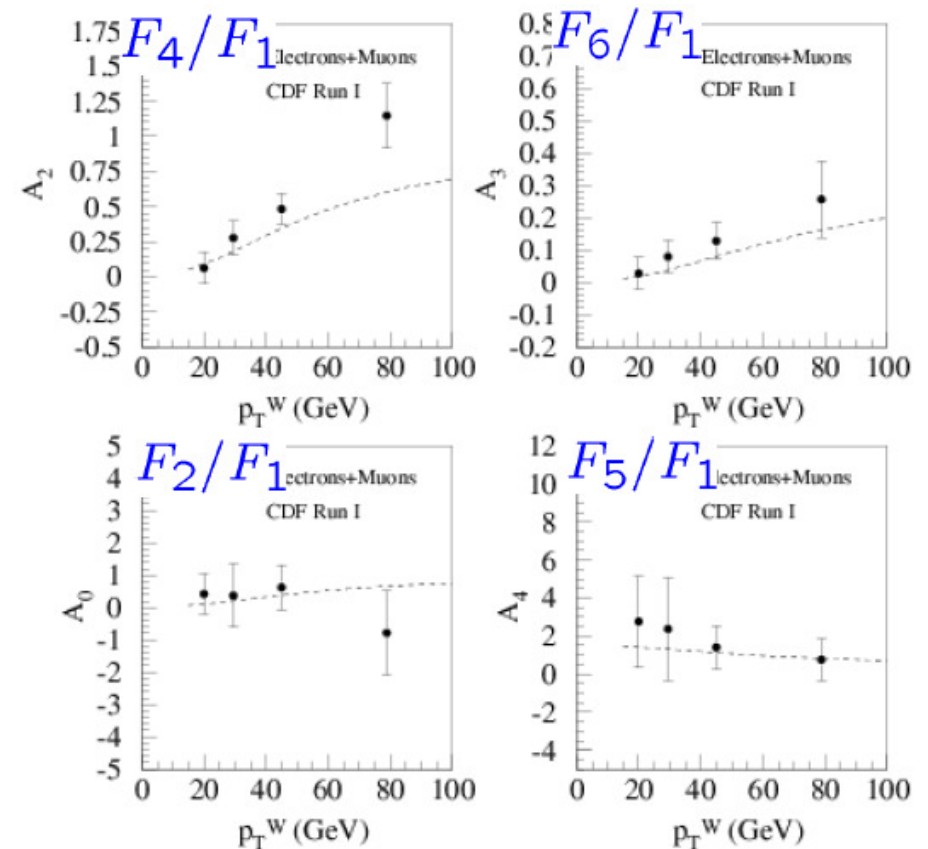 F4/F1
Electrons+Muons
CDF Run I
1.75
1.5
1.25
1
0.75
0.5
0.25
0
-0.25
-0.5
A2
0 20 40 60 80 100
pTW (GeV)
F6/F1
Electrons+Muons
CDF Run I
0.8
0.7
0.6
0.5
0.4
0.3
0.2
0.1
0
-0.1
-0.2
A3
0 20 40 60 80 100
pTW (GeV)
F2/F1
lectrons+Muons
CDF Run I
5
4
3
2
1
0
-1
-2
-3
-4
-5
A0
0 20 40 60 80 100
pTW (GeV)
F5/F1
lectrons+Muons
CDF Run I
12
10
8
6
4
2
0
-2
-4
A4
0 20 40 60 80 100
pTW (GeV)